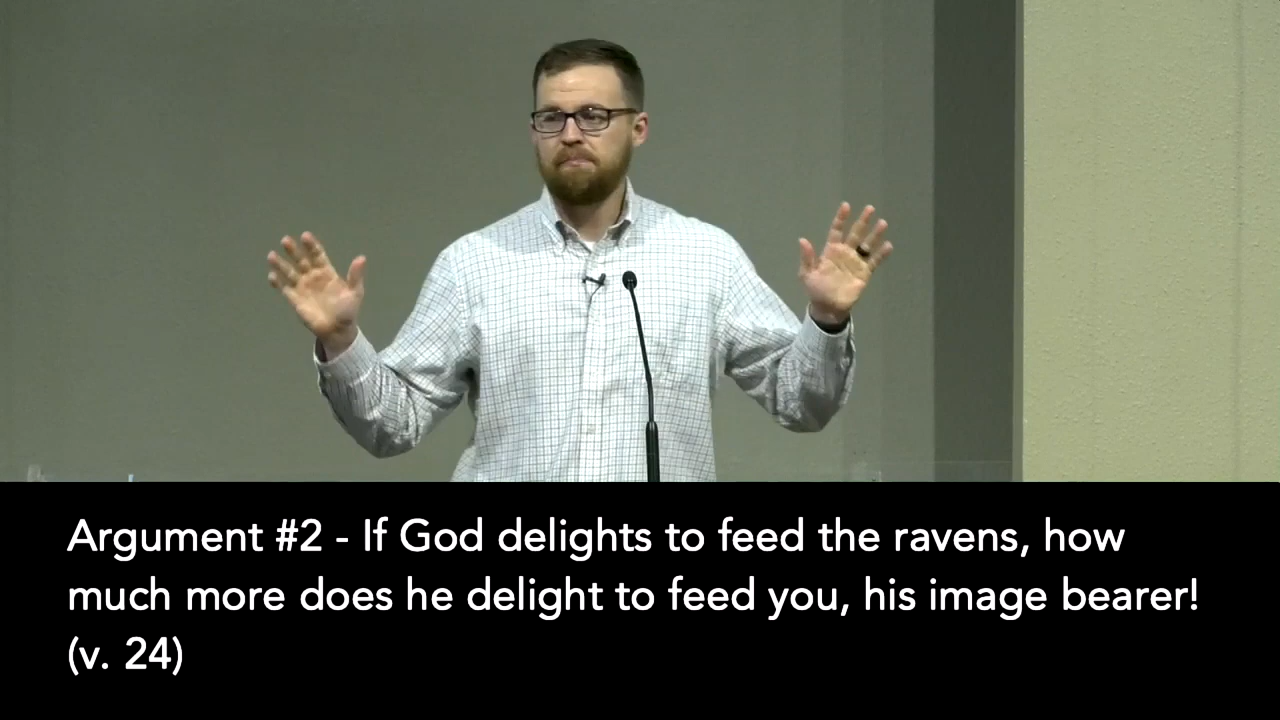 Argument #2 - If God delights to feed the ravens, how
much more does he delight to feed you, his image bearer!
(v. 24)